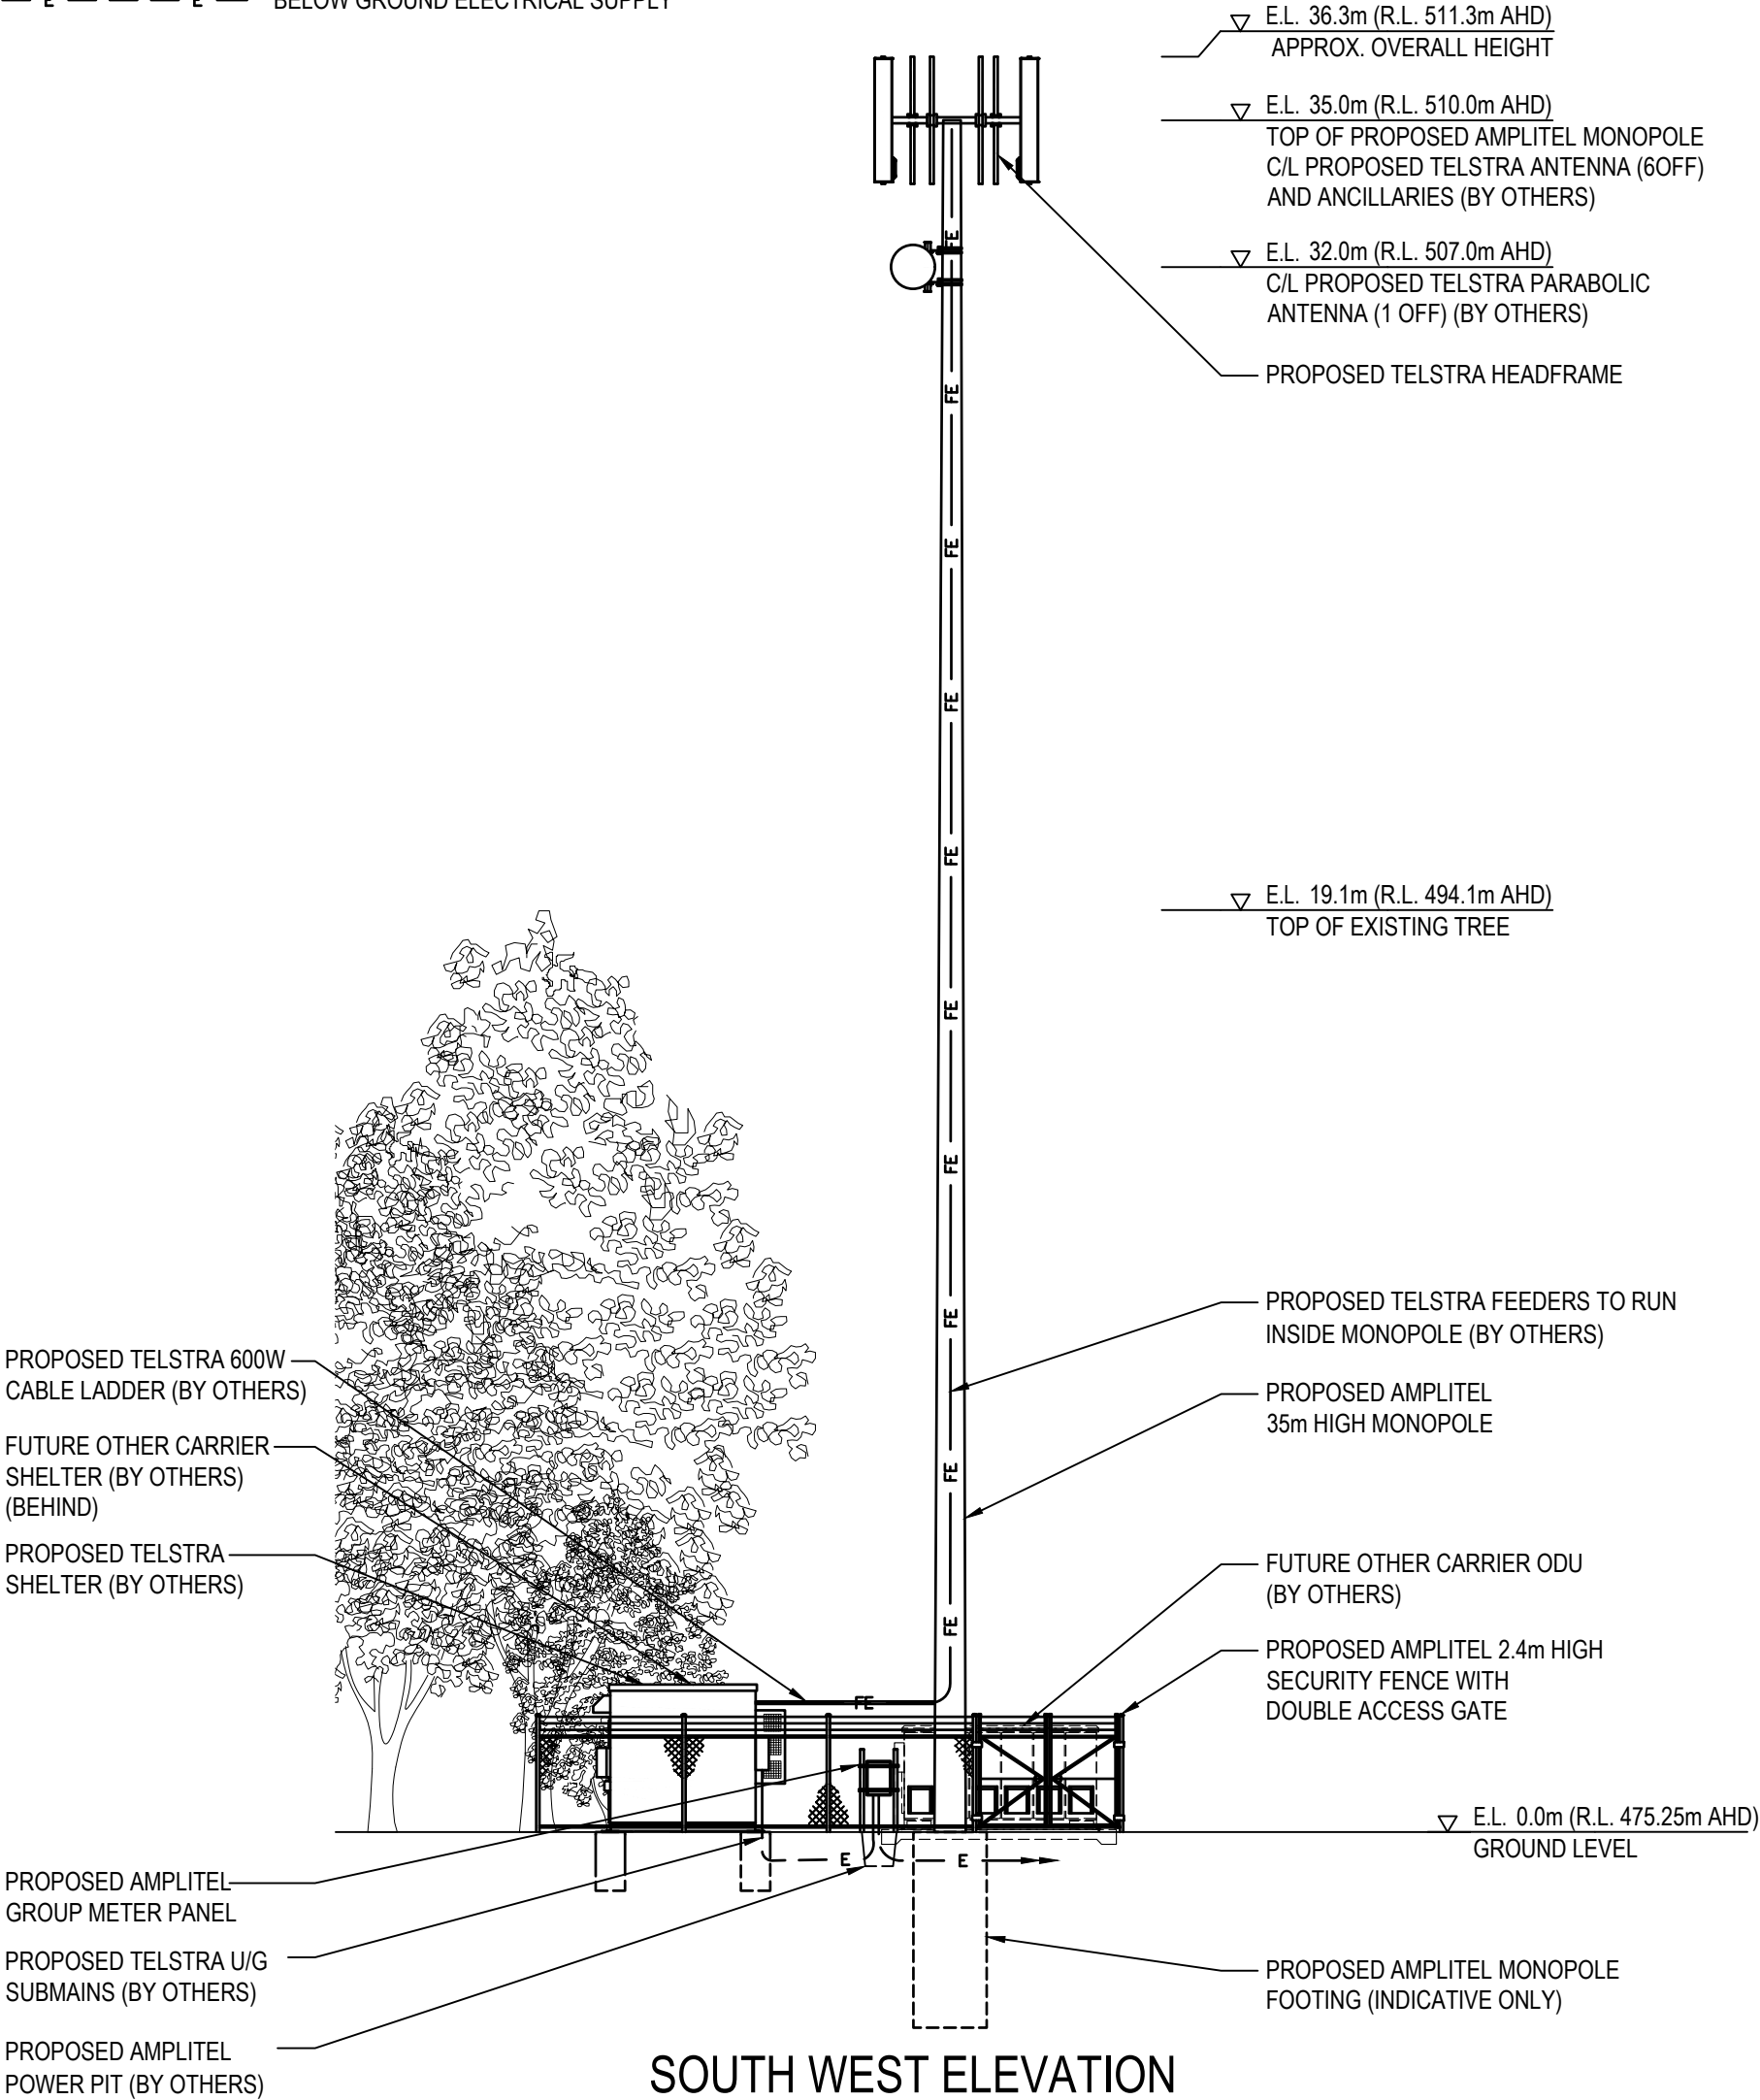 E E BELOW GROUND ELECTRICAL SUPPLY
E.L. 36.3m (R.L. 511.3m AHD)
APPROX. OVERALL HEIGHT
E.L. 35.0m (R.L. 510.0m AHD)
TOP OF PROPOSED AMPLITEL MONOPOLE
C/L PROPOSED TELSTRA ANTENNA (6OFF)
AND ANCILLARIES (BY OTHERS)
FE
E.L. 32.0m (R.L. 507.0m AHD)
C/L PROPOSED TELSTRA PARABOLIC
ANTENNA (1 OFF) (BY OTHERS)
PROPOSED TELSTRA HEADFRAME
FE
FE
FE
FE
E.L. 19.1m (R.L. 494.1m AHD)
TOP OF EXISTING TREE
FE
FE
FE
PROPOSED TELSTRA FEEDERS TO RUN
INSIDE MONOPOLE (BY OTHERS)
PROPOSED TELSTRA 600W
CABLE LADDER (BY OTHERS)
PROPOSED AMPLITEL
35m HIGH MONOPOLE
FUTURE OTHER CARRIER
SHELTER (BY OTHERS)
(BEHIND)
FE
PROPOSED TELSTRA
SHELTER (BY OTHERS)
FUTURE OTHER CARRIER ODU
(BY OTHERS)
FE
PROPOSED AMPLITEL 2.4m HIGH
SECURITY FENCE WITH
DOUBLE ACCESS GATE
FE
E.L. 0.0m (R.L. 475.25m AHD)
GROUND LEVEL
E E
PROPOSED AMPLITEL
GROUP METER PANEL
PROPOSED TELSTRA U/G
SUBMAINS (BY OTHERS)
PROPOSED AMPLITEL MONOPOLE
FOOTING (INDICATIVE ONLY)
PROPOSED AMPLITEL
POWER PIT (BY OTHERS)
SOUTH WEST ELEVATION